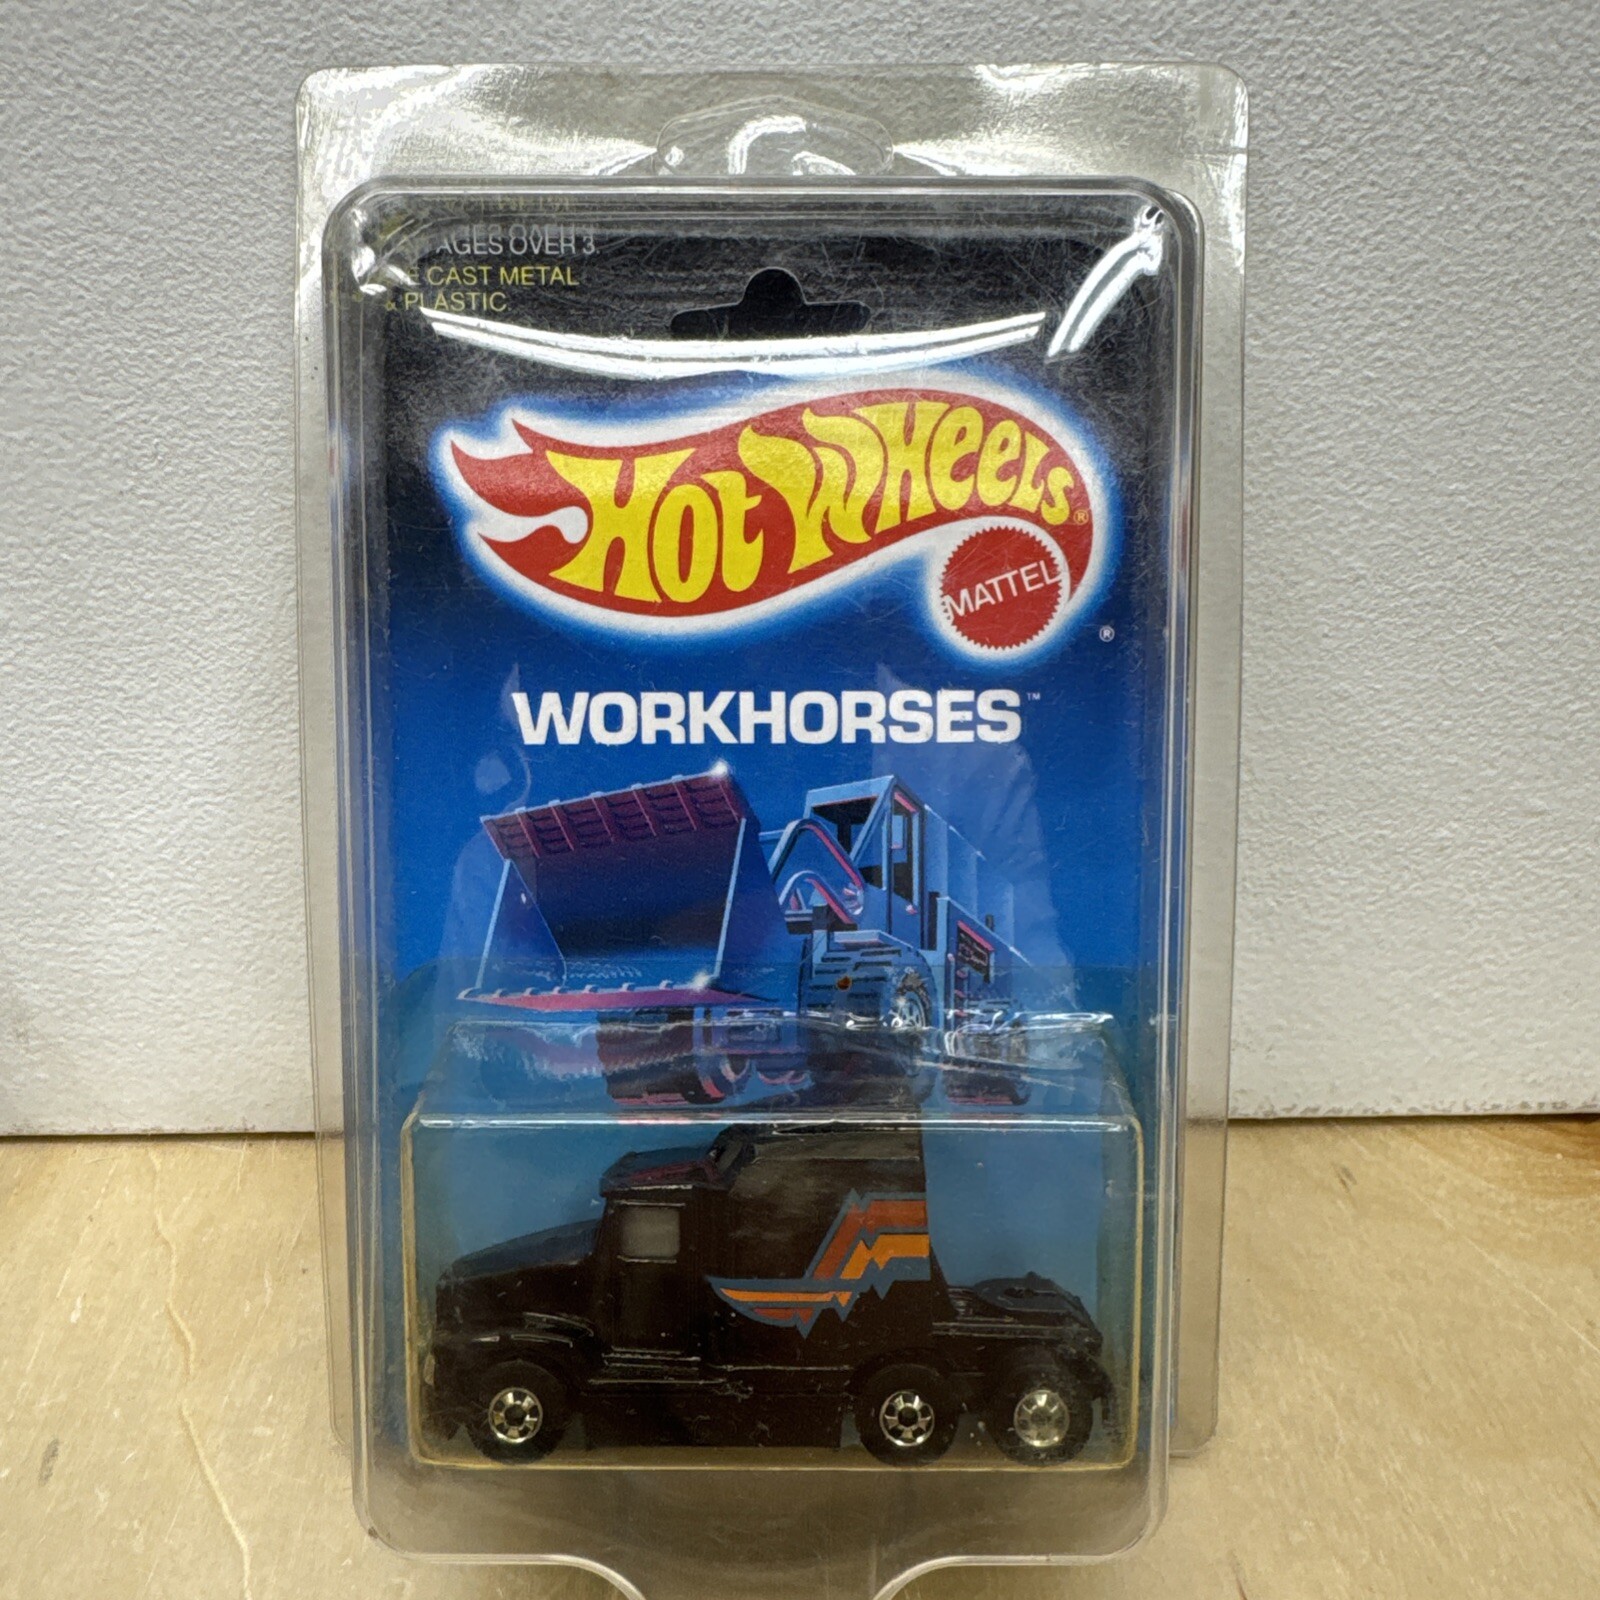 AGES OVER 3.
CAST METAL
& PLASTIC
Hot Wheels®
MATTEL
®
WORKHORSES™